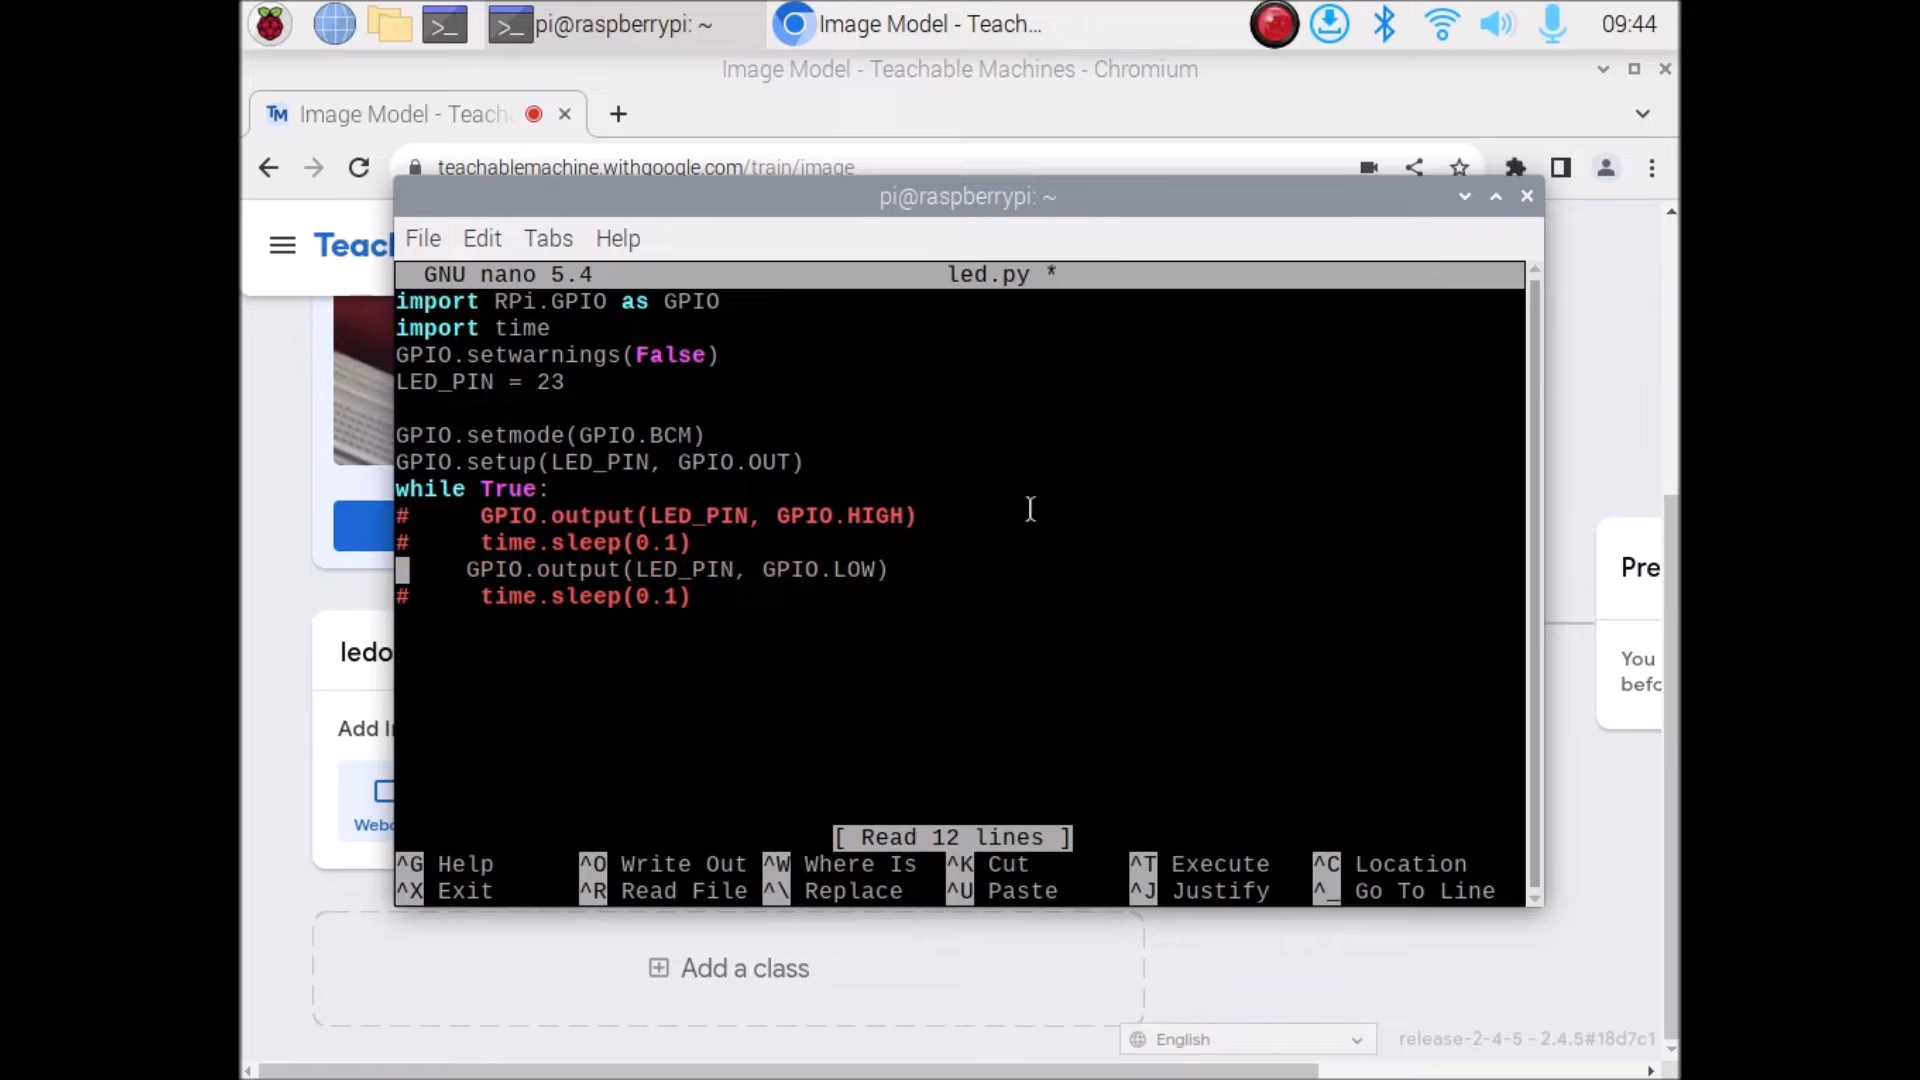 pi@raspberrypi: ~
Image Model - Teach...
09:44
Image Model - Teachable Machines - Chromium
TM Image Model - Teach
teachablemachine.withgoogle.com/train/image
Teac
pi@raspberrypi: ~
File Edit Tabs Help
GNU nano 5.4 led.py *
import RPi.GPIO as GPIO
import time
GPIO.setwarnings(False)
LED_PIN = 23
GPIO.setmode(GPIO.BCM)
GPIO.setup(LED_PIN, GPIO.OUT)
while True:
#     GPIO.output(LED_PIN, GPIO.HIGH)
#     time.sleep(0.1)
     GPIO.output(LED_PIN, GPIO.LOW)
#     time.sleep(0.1)
[ Read 12 lines ]
^G Help ^O Write Out ^W Where Is ^K Cut ^T Execute ^C Location
^X Exit ^R Read File ^\ Replace ^U Paste ^J Justify ^_ Go To Line
ledo
Add I
Webc
Pre
You
befo
Add a class
English
release-2-4-5 - 2.4.5#18d7c1